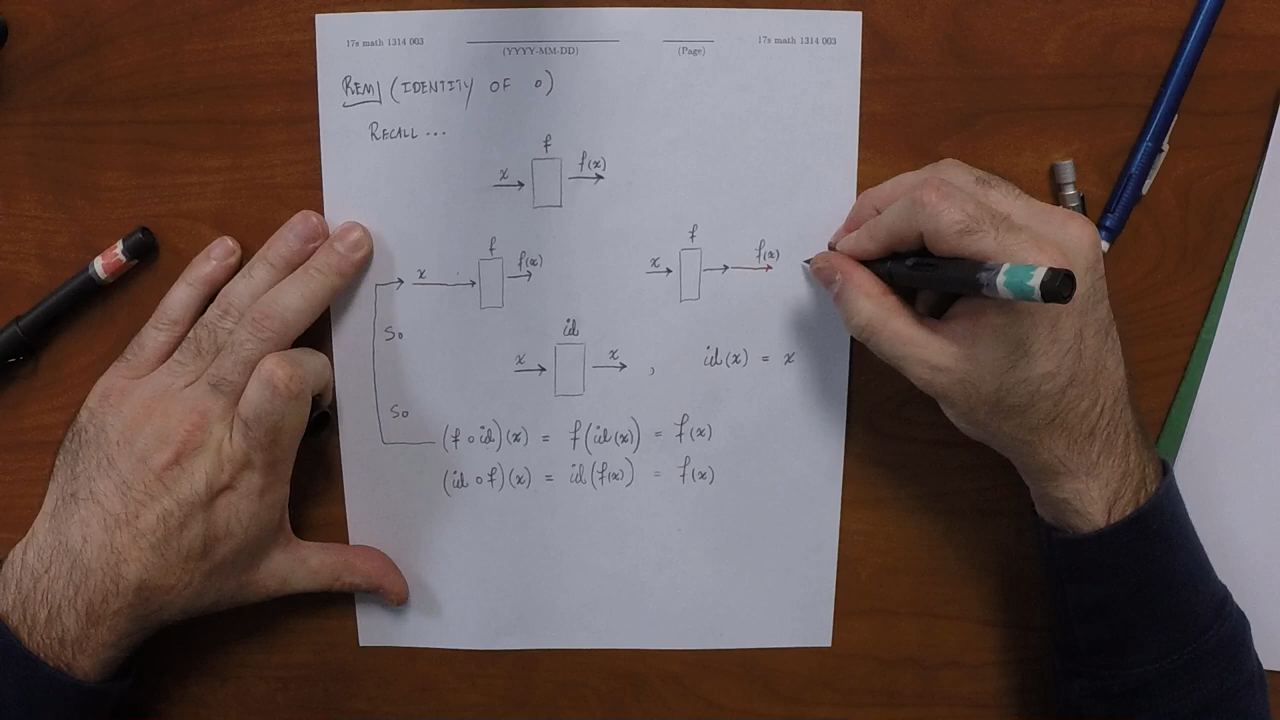 17s math 1314 003 (YYYY-MM-DD) (Page) 17s math 1314 003
REM (IDENTITY OF ∘)
RECALL...
f
x f(x)
f f
x f(x) x f(x)
So
id
x x , id(x) = x
So
(f ∘ id)(x) = f(id(x)) = f(x)
(id ∘ f)(x) = id(f(x)) = f(x)